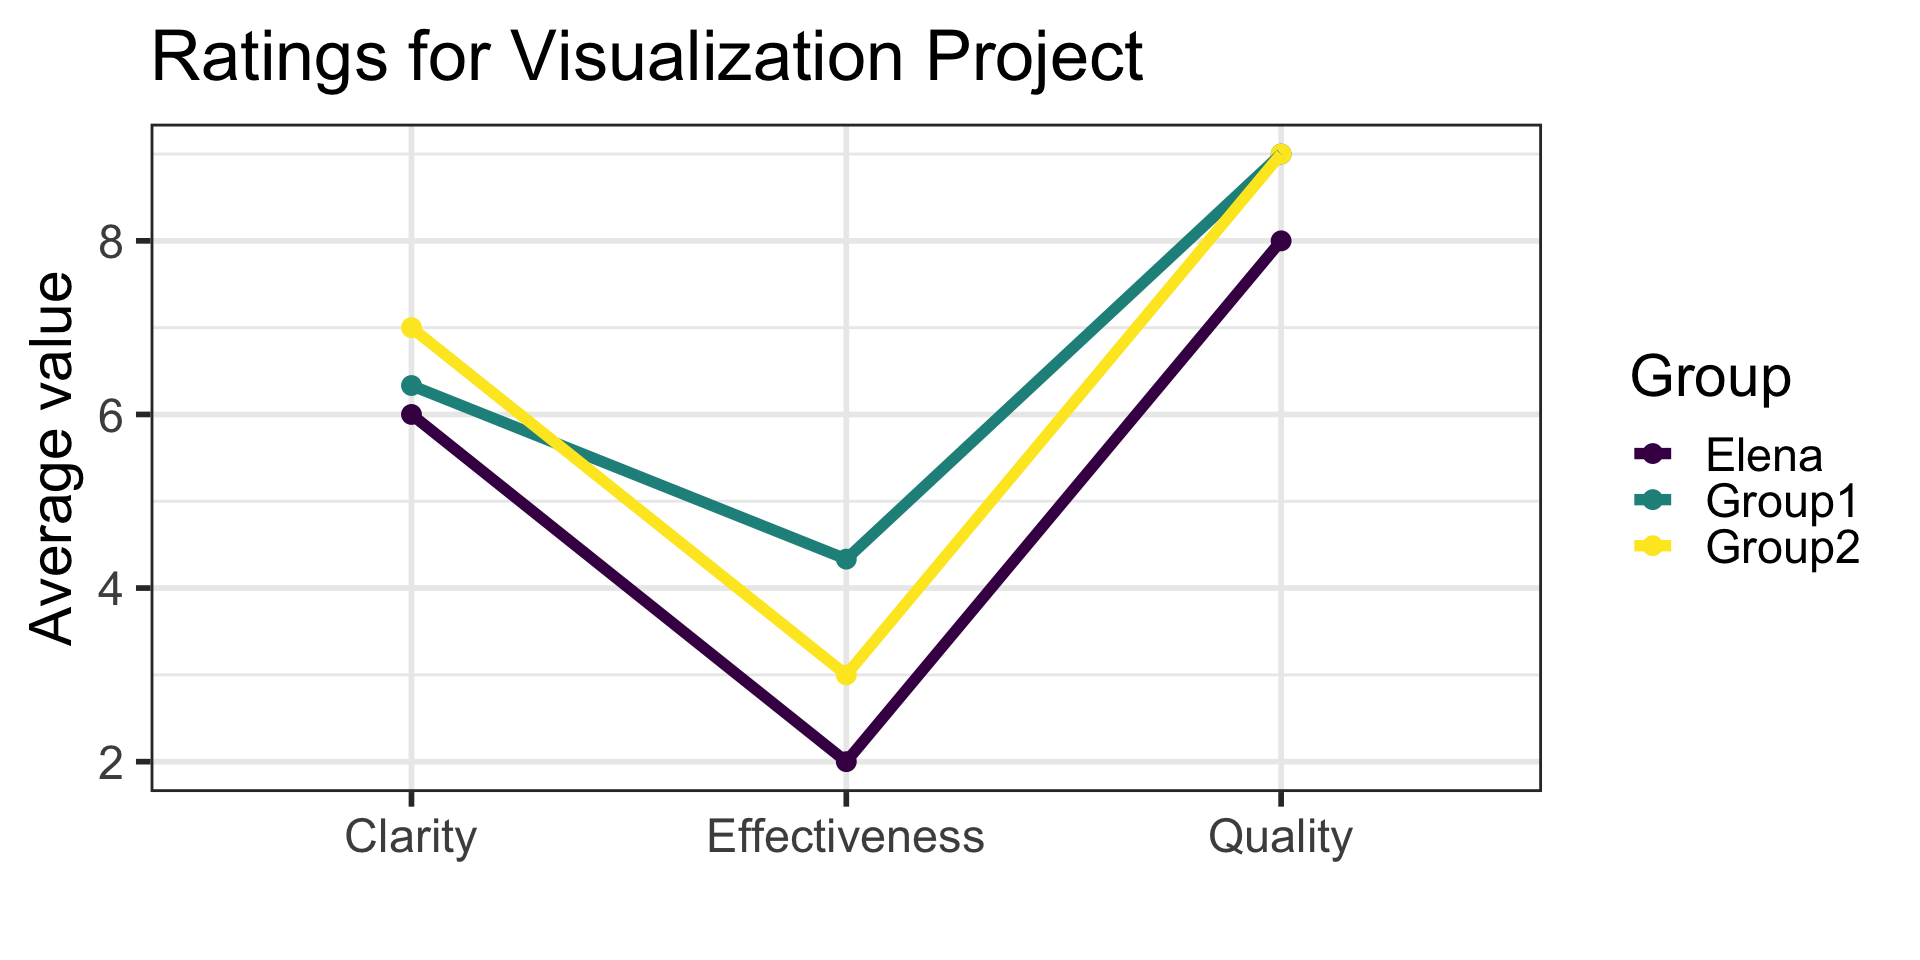 Ratings for Visualization Project
Average value
8
6
4
2
Clarity
Effectiveness
Quality
Group
Elena
Group1
Group2